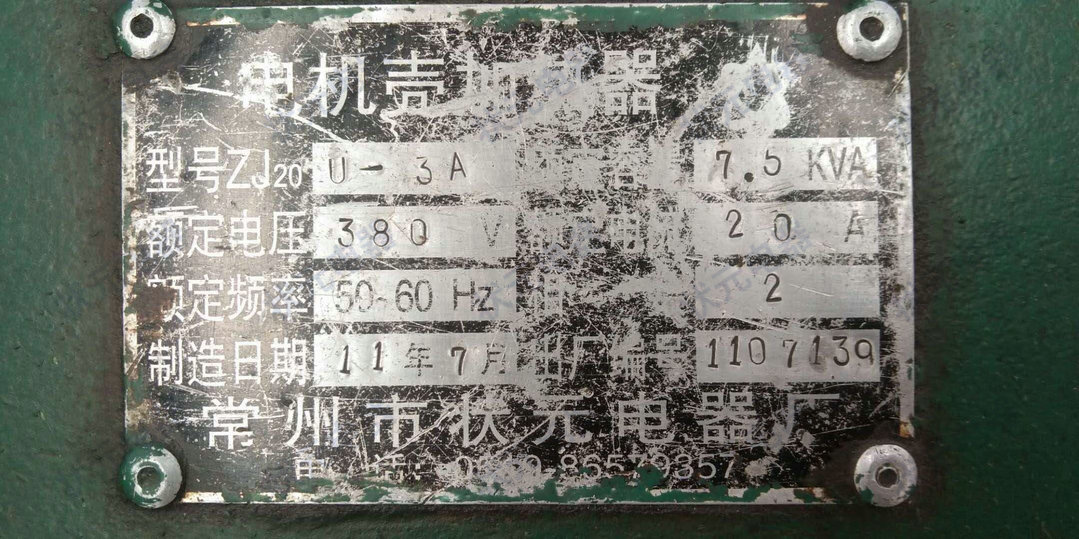 电机壳加热器
型号ZJ20 U-3A 7.5 KVA
额定电压 380 V 额定电流 20 A
额定频率 50-60 Hz 相 2
制造日期 11年7月 出厂编号 1107139
常州市状元电器厂
电 话: 86579357